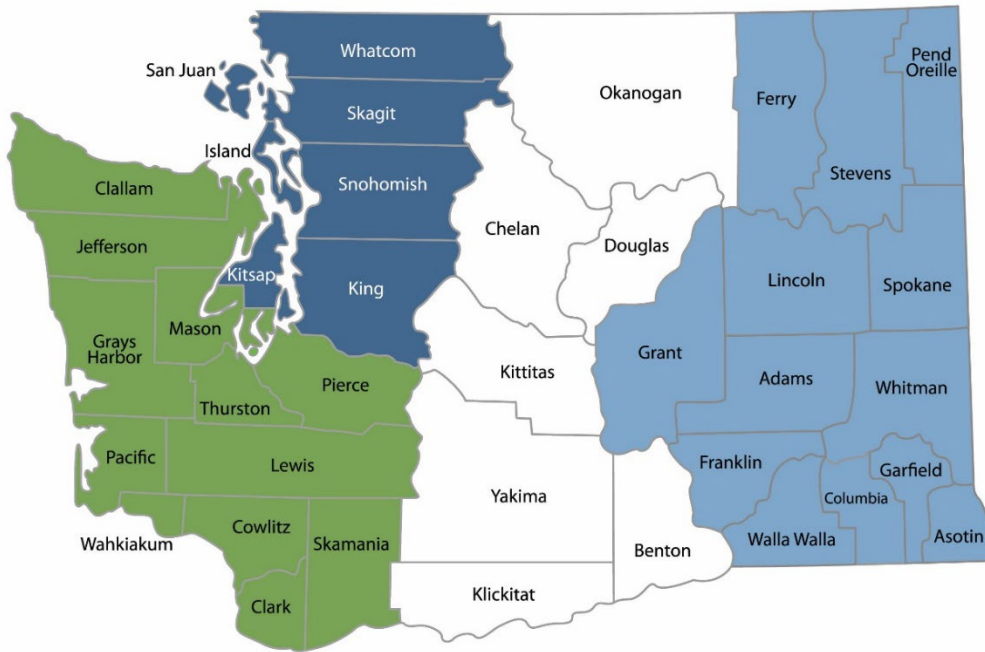 Whatcom
San Juan
Pend
Oreille
Okanogan
Ferry
Skagit
Island
Stevens
Clallam
Snohomish
Chelan
Douglas
Jefferson
Kitsap
King
Lincoln
Spokane
Mason
Grays
Harbor
Grant
Kittitas
Adams
Whitman
Pierce
Thurston
Pacific
Lewis
Franklin
Garfield
Yakima
Columbia
Cowlitz
Skamania
Wahkiakum
Benton
Walla Walla
Asotin
Klickitat
Clark